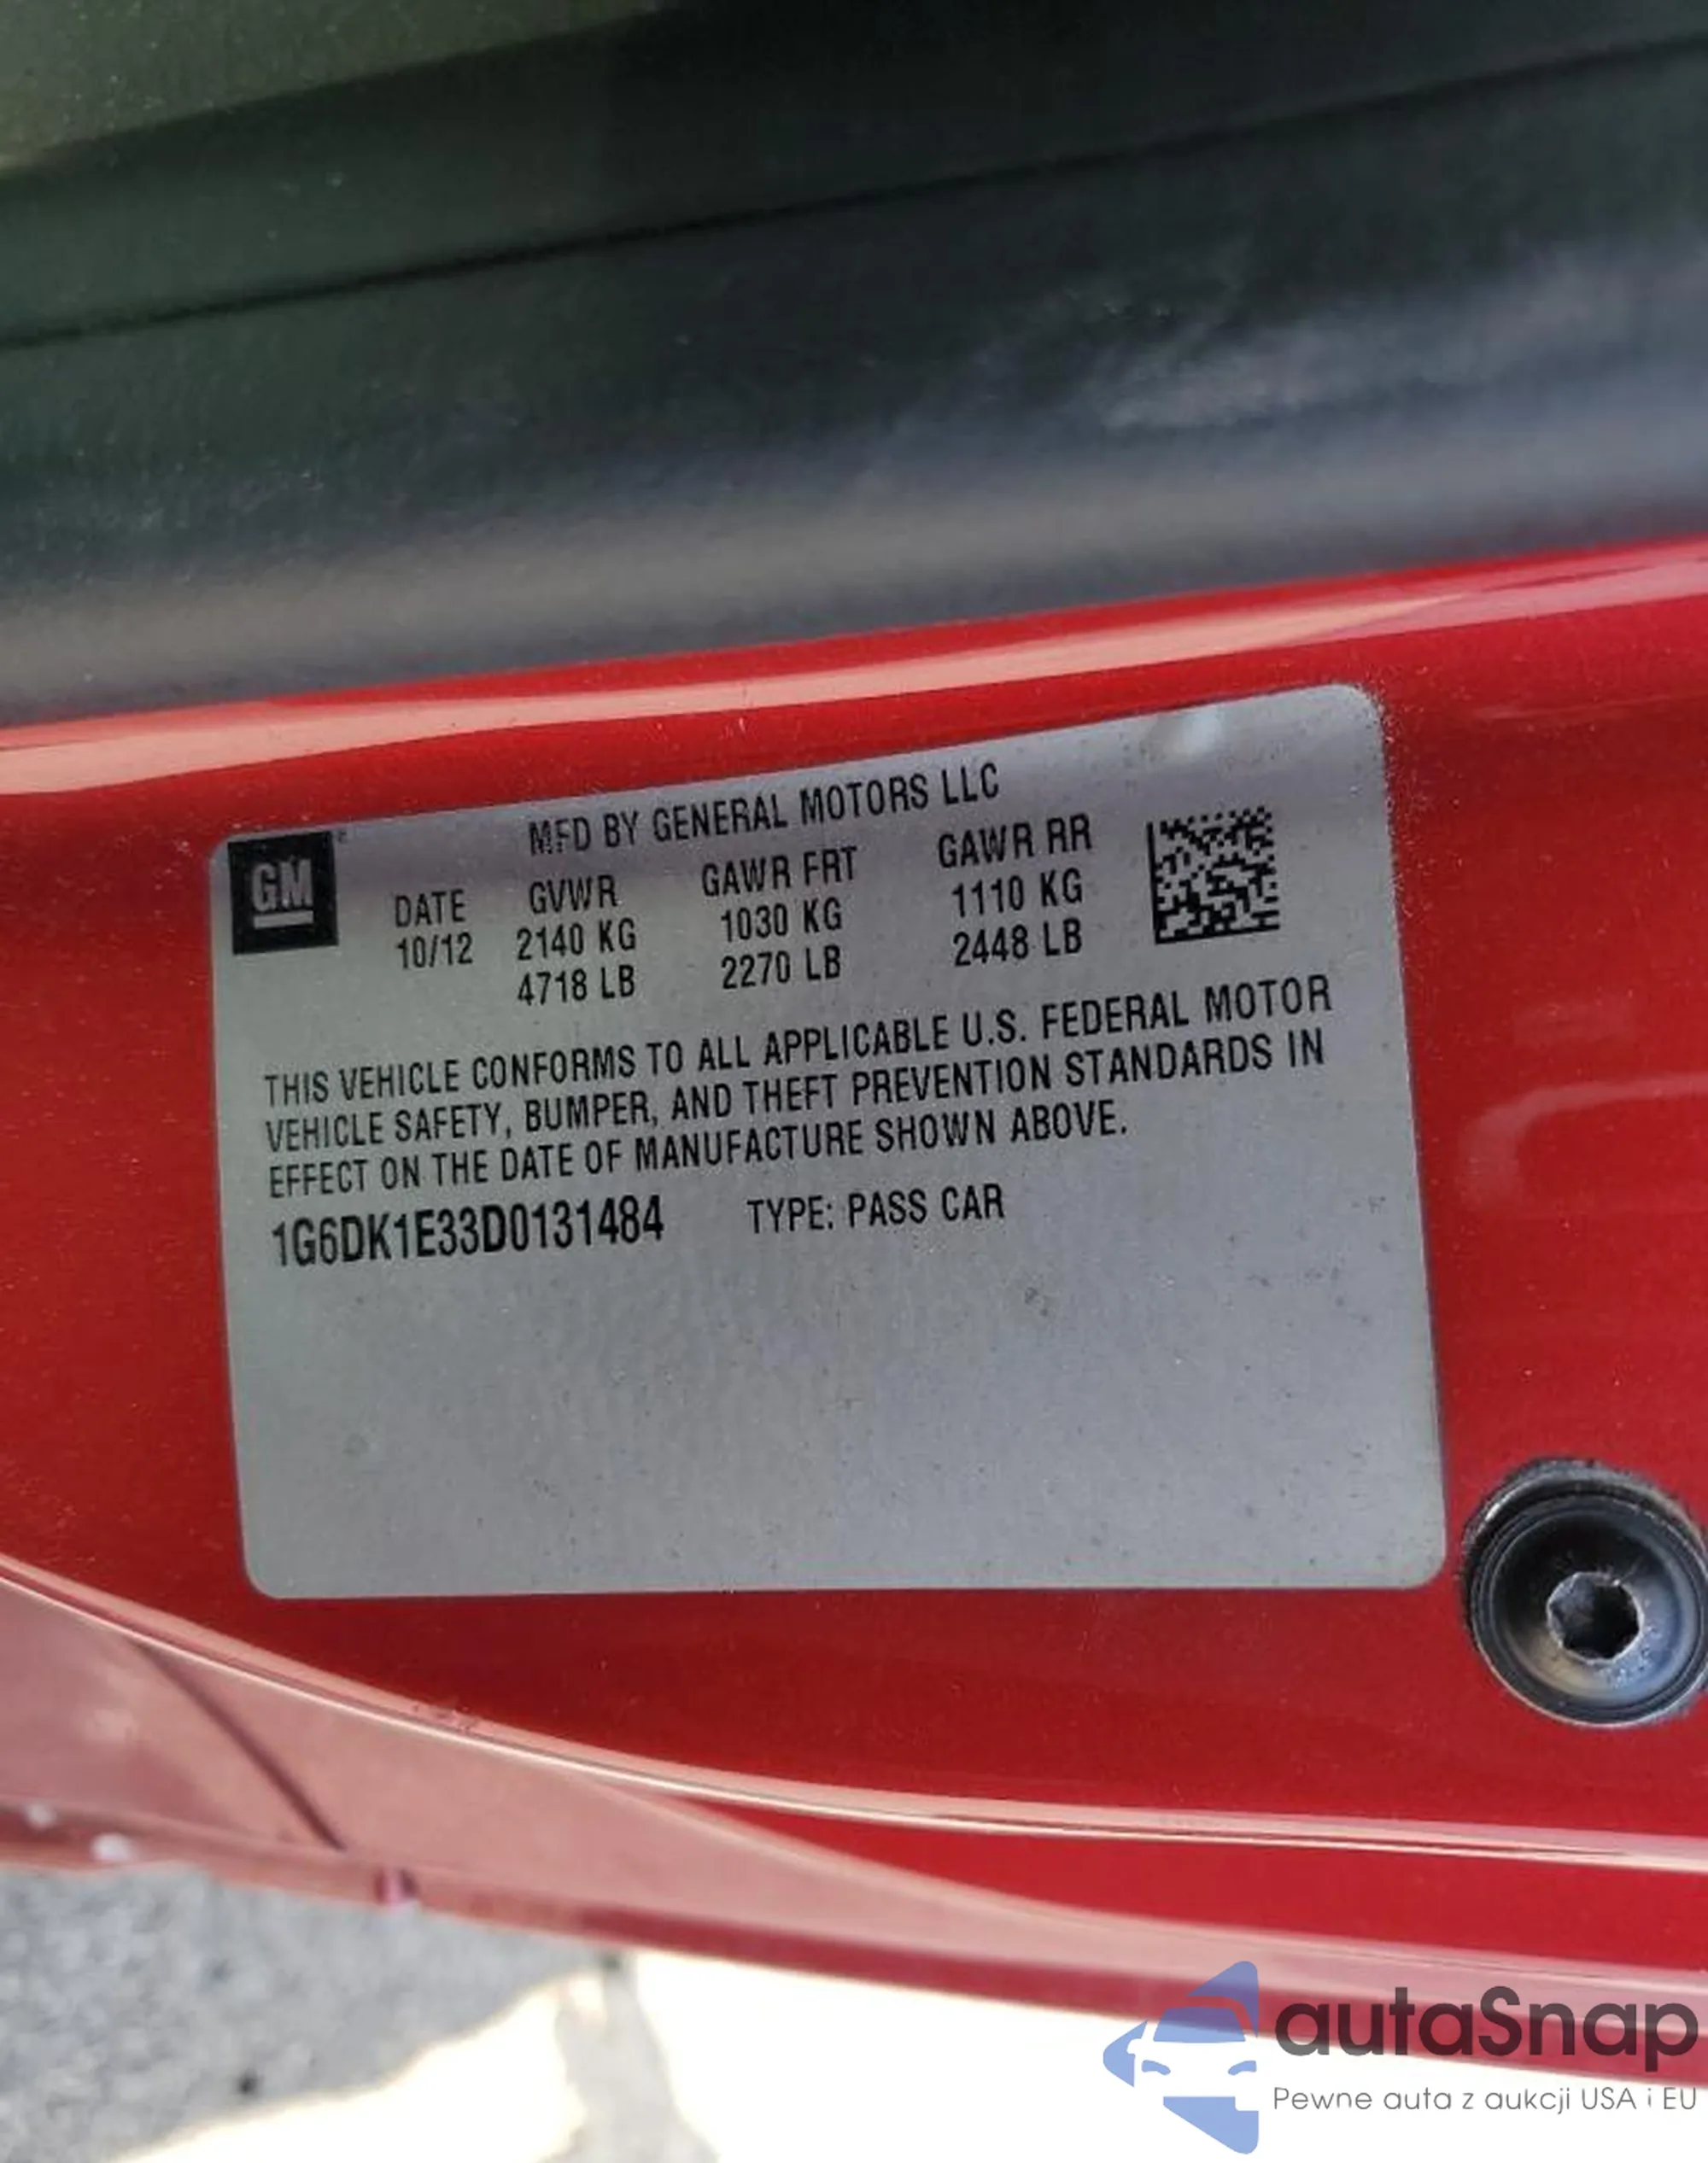 MFD BY GENERAL MOTORS LLC
GM
DATE GVWR GAWR FRT GAWR RR
10/12 2140 KG 1030 KG 1110 KG
4718 LB 2270 LB 2448 LB
THIS VEHICLE CONFORMS TO ALL APPLICABLE U.S. FEDERAL MOTOR
VEHICLE SAFETY, BUMPER, AND THEFT PREVENTION STANDARDS IN
EFFECT ON THE DATE OF MANUFACTURE SHOWN ABOVE.
1G6DK1E33D0131484 TYPE: PASS CAR
autaSnap
Pewne auta z aukcji USA i EU